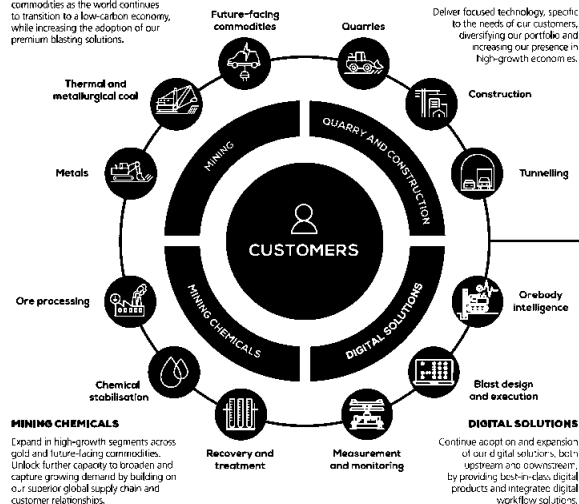 commodities as the world continues
to transition to a low-carbon economy,
while increasing the adoption of our
premium blasting solutions.
Deliver focused technology, specific
to the needs of our customers,
diversifying our portfolio and
increasing our presence in
high-growth economies.
Future-facing
commodities
Quarries
Thermal and
metallurgical coal
Construction
Metals
Tunnelling
MINING
QUARRY AND CONSTRUCTION
CUSTOMERS
Ore processing
Orebody
intelligence
MINING CHEMICALS
DIGITAL SOLUTIONS
Chemical
stabilisation
Blast design
and execution
Recovery and
treatment
Measurement
and monitoring
MINING CHEMICALS
Expand in high-growth segments across
gold and future-facing commodities.
Unlock further capacity to broaden and
capture growing demand by building on
our superior global supply chain and
customer relationships.
DIGITAL SOLUTIONS
Continue adoption and expansion
of our digital solutions, both
upstream and downstream,
by providing best-in-class digital
products and integrated digital
workflow solutions.